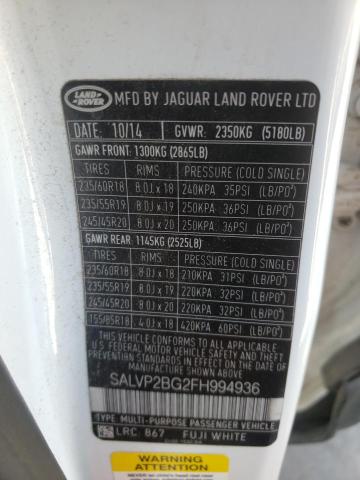 LAND ROVER
MFD BY JAGUAR LAND ROVER LTD
DATE: 10/14 GVWR: 2350KG (5180LB)
GAWR FRONT: 1300KG (2865LB)
TIRES RIMS PRESSURE (COLD SINGLE)
235/60R18 8.0J x 18 240KPA 35PSI (LB/PO²)
235/55R19 8.0J x 19 250KPA 36PSI (LB/PO²)
245/45R20 8.0J x 20 250KPA 36PSI (LB/PO²)
GAWR REAR: 1145KG (2525LB)
TIRES RIMS PRESSURE (COLD SINGLE)
235/60R18 8.0J x 18 210KPA 31PSI (LB/PO²)
235/55R19 8.0J x 19 220KPA 32PSI (LB/PO²)
245/45R20 8.0J x 20 220KPA 32PSI (LB/PO²)
155/85R18 4.0J x 18 420KPA 60PSI (LB/PO²)
THIS VEHICLE CONFORMS TO ALL APPLICABLE
U.S FEDERAL MOTOR VEHICLE SAFETY, BUMPER
AND THEFT PREVENTION STANDARDS IN EFFECT
ON THE DATE OF MANUFACTURE SHOWN ABOVE
SALVP2BG2FH994936
TYPE: MULTI-PURPOSE PASSENGER VEHICLE
LRC 867 FUJI WHITE